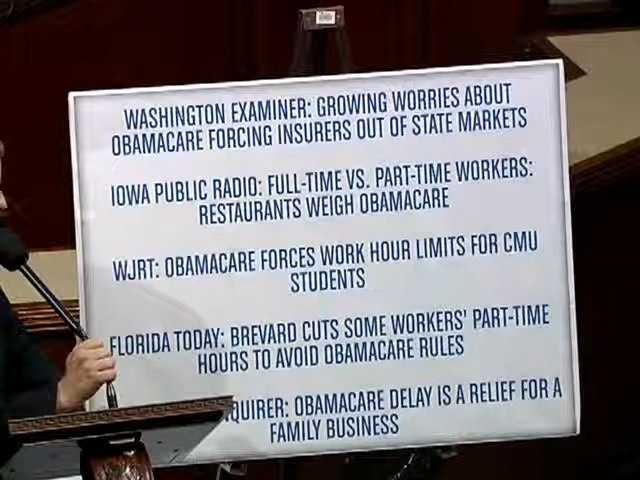 WASHINGTON EXAMINER: GROWING WORRIES ABOUT
OBAMACARE FORCING INSURERS OUT OF STATE MARKETS
IOWA PUBLIC RADIO: FULL-TIME VS. PART-TIME WORKERS:
RESTAURANTS WEIGH OBAMACARE
WJRT: OBAMACARE FORCES WORK HOUR LIMITS FOR CMU
STUDENTS
FLORIDA TODAY: BREVARD CUTS SOME WORKERS' PART-TIME
HOURS TO AVOID OBAMACARE RULES
QUIRER: OBAMACARE DELAY IS A RELIEF FOR A
FAMILY BUSINESS